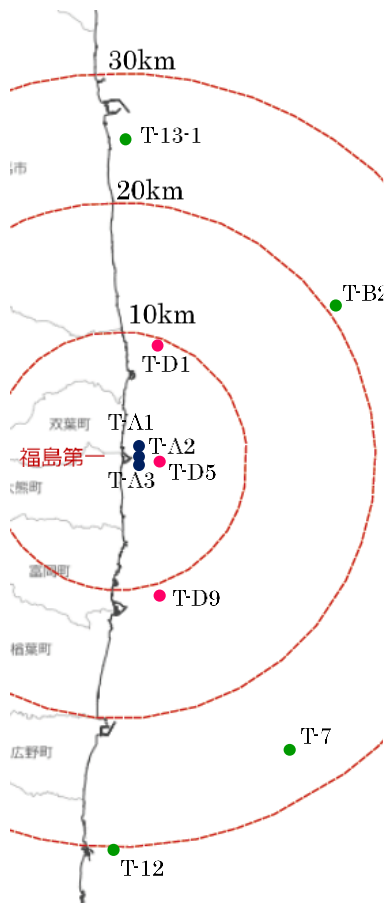 30km
T-13-1
市
20km
T-B2
10km
T-D1
双葉町
T-A1
T-A2
福島第一
T-D5
T-A3
大熊町
富岡町
T-D9
楢葉町
T-7
広野町
T-12